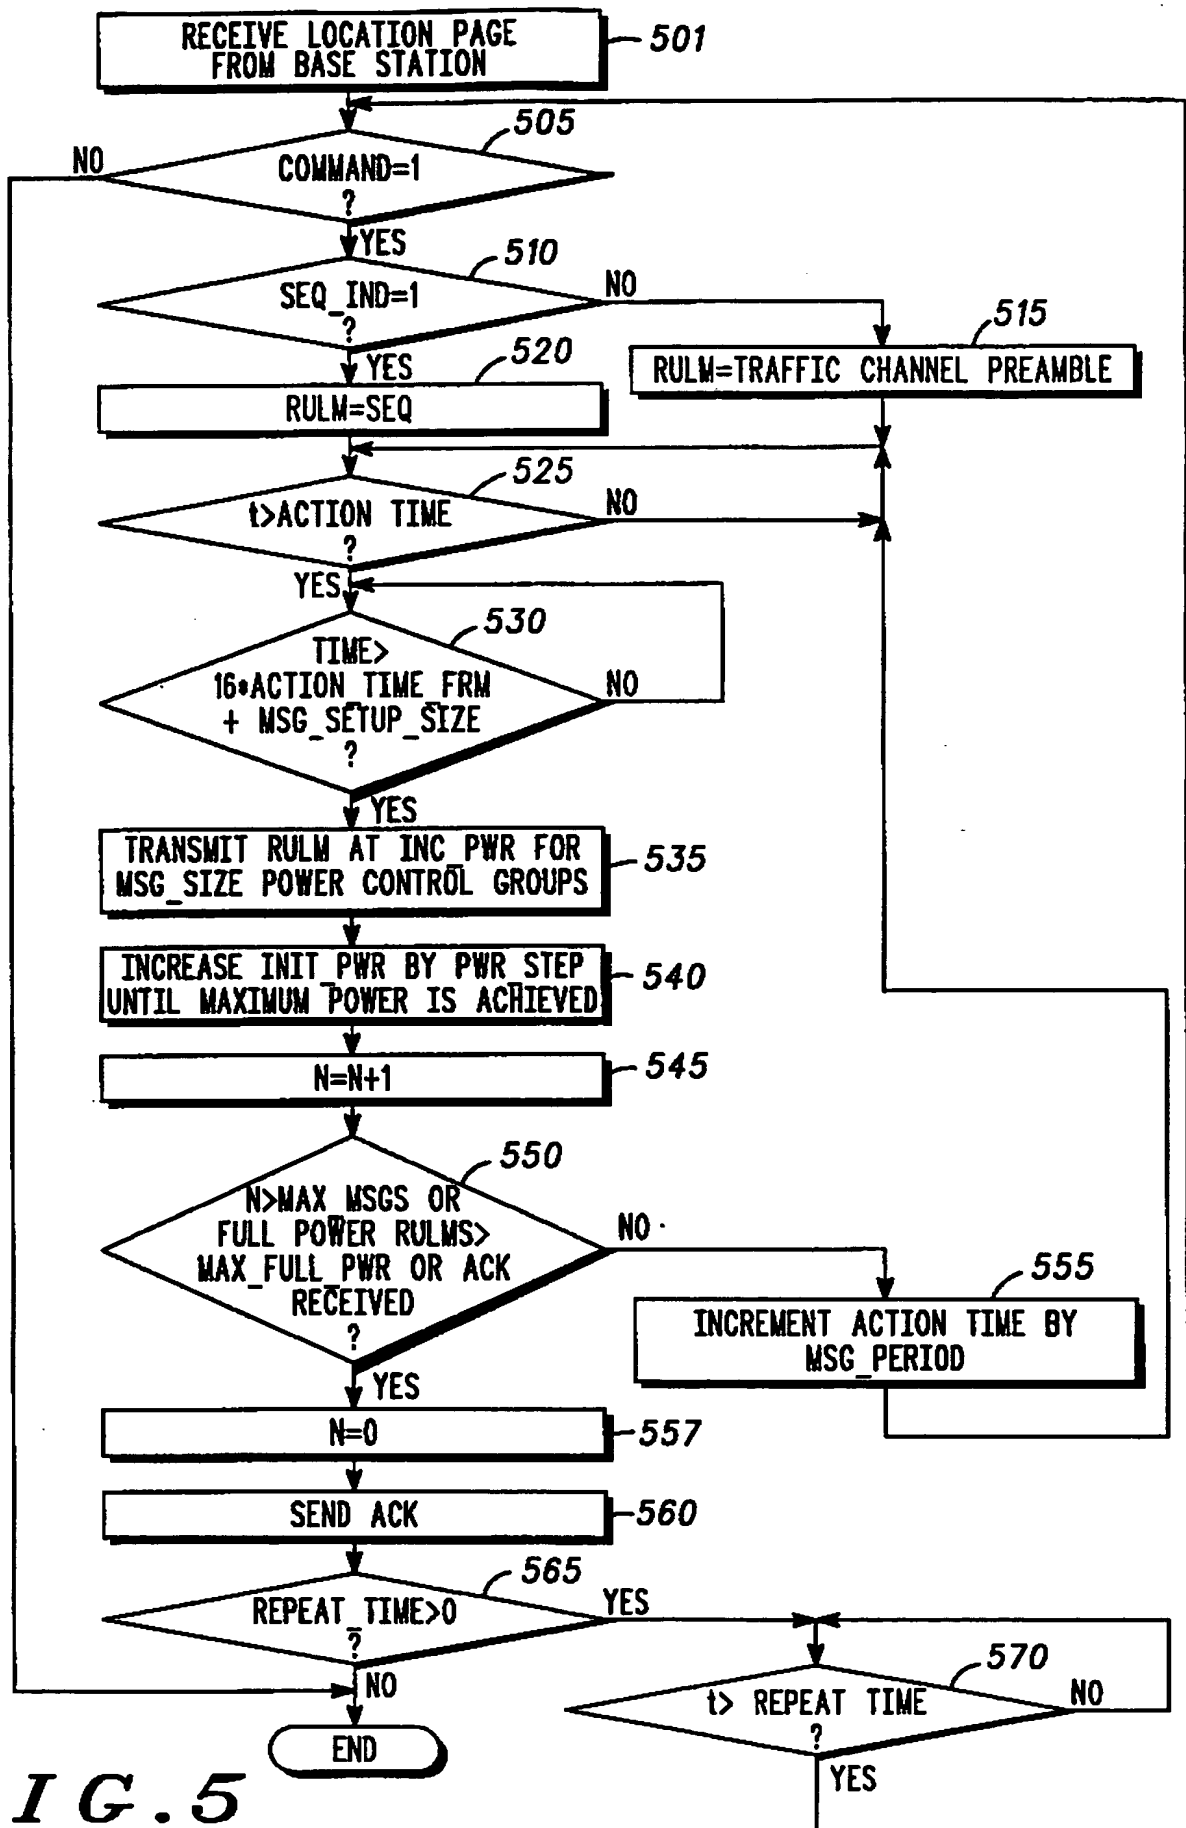 RECEIVE LOCATION PAGE
FROM BASE STATION
501
505
NO
COMMAND=1
?
YES
510
SEQ_IND=1
?
NO
YES
515
RULM=TRAFFIC CHANNEL PREAMBLE
520
RULM=SEQ
525
t>ACTION TIME
?
NO
YES
530
TIME>
16*ACTION_TIME_FRM
+ MSG_SETUP_SIZE
?
NO
YES
TRANSMIT RULM AT INC_PWR FOR
MSG_SIZE POWER CONTROL GROUPS
535
INCREASE INIT_PWR BY PWR_STEP
UNTIL MAXIMUM POWER IS ACHIEVED
540
N=N+1
545
550
N>MAX_MSGS OR
FULL POWER RULMS>
MAX_FULL_PWR OR ACK
RECEIVED
?
NO
YES
555
INCREMENT ACTION TIME BY
MSG_PERIOD
N=0
557
SEND ACK
560
565
REPEAT_TIME>0
?
YES
NO
570
t> REPEAT TIME
?
NO
YES
END
IG.5